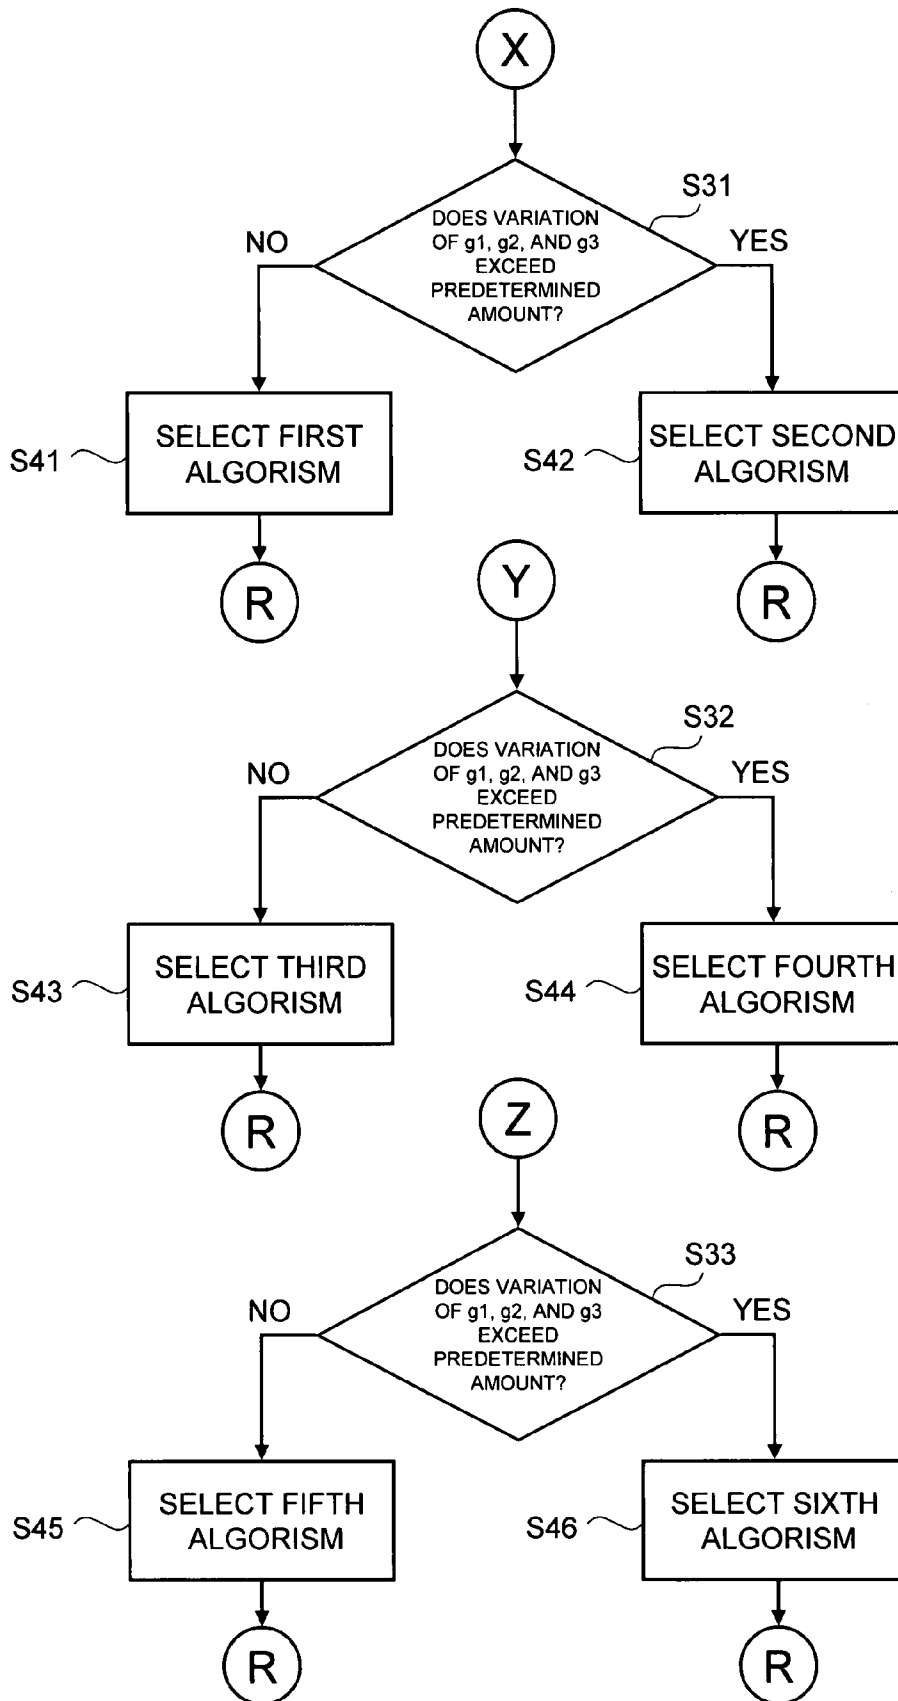 X
S31
DOES VARIATION
OF g1, g2, AND g3
EXCEED
PREDETERMINED
AMOUNT?
NO
YES
S41
SELECT FIRST
ALGORISM
S42
SELECT SECOND
ALGORISM
R
R
Y
S32
DOES VARIATION
OF g1, g2, AND g3
EXCEED
PREDETERMINED
AMOUNT?
NO
YES
S43
SELECT THIRD
ALGORISM
S44
SELECT FOURTH
ALGORISM
R
R
Z
S33
DOES VARIATION
OF g1, g2, AND g3
EXCEED
PREDETERMINED
AMOUNT?
NO
YES
S45
SELECT FIFTH
ALGORISM
S46
SELECT SIXTH
ALGORISM
R
R